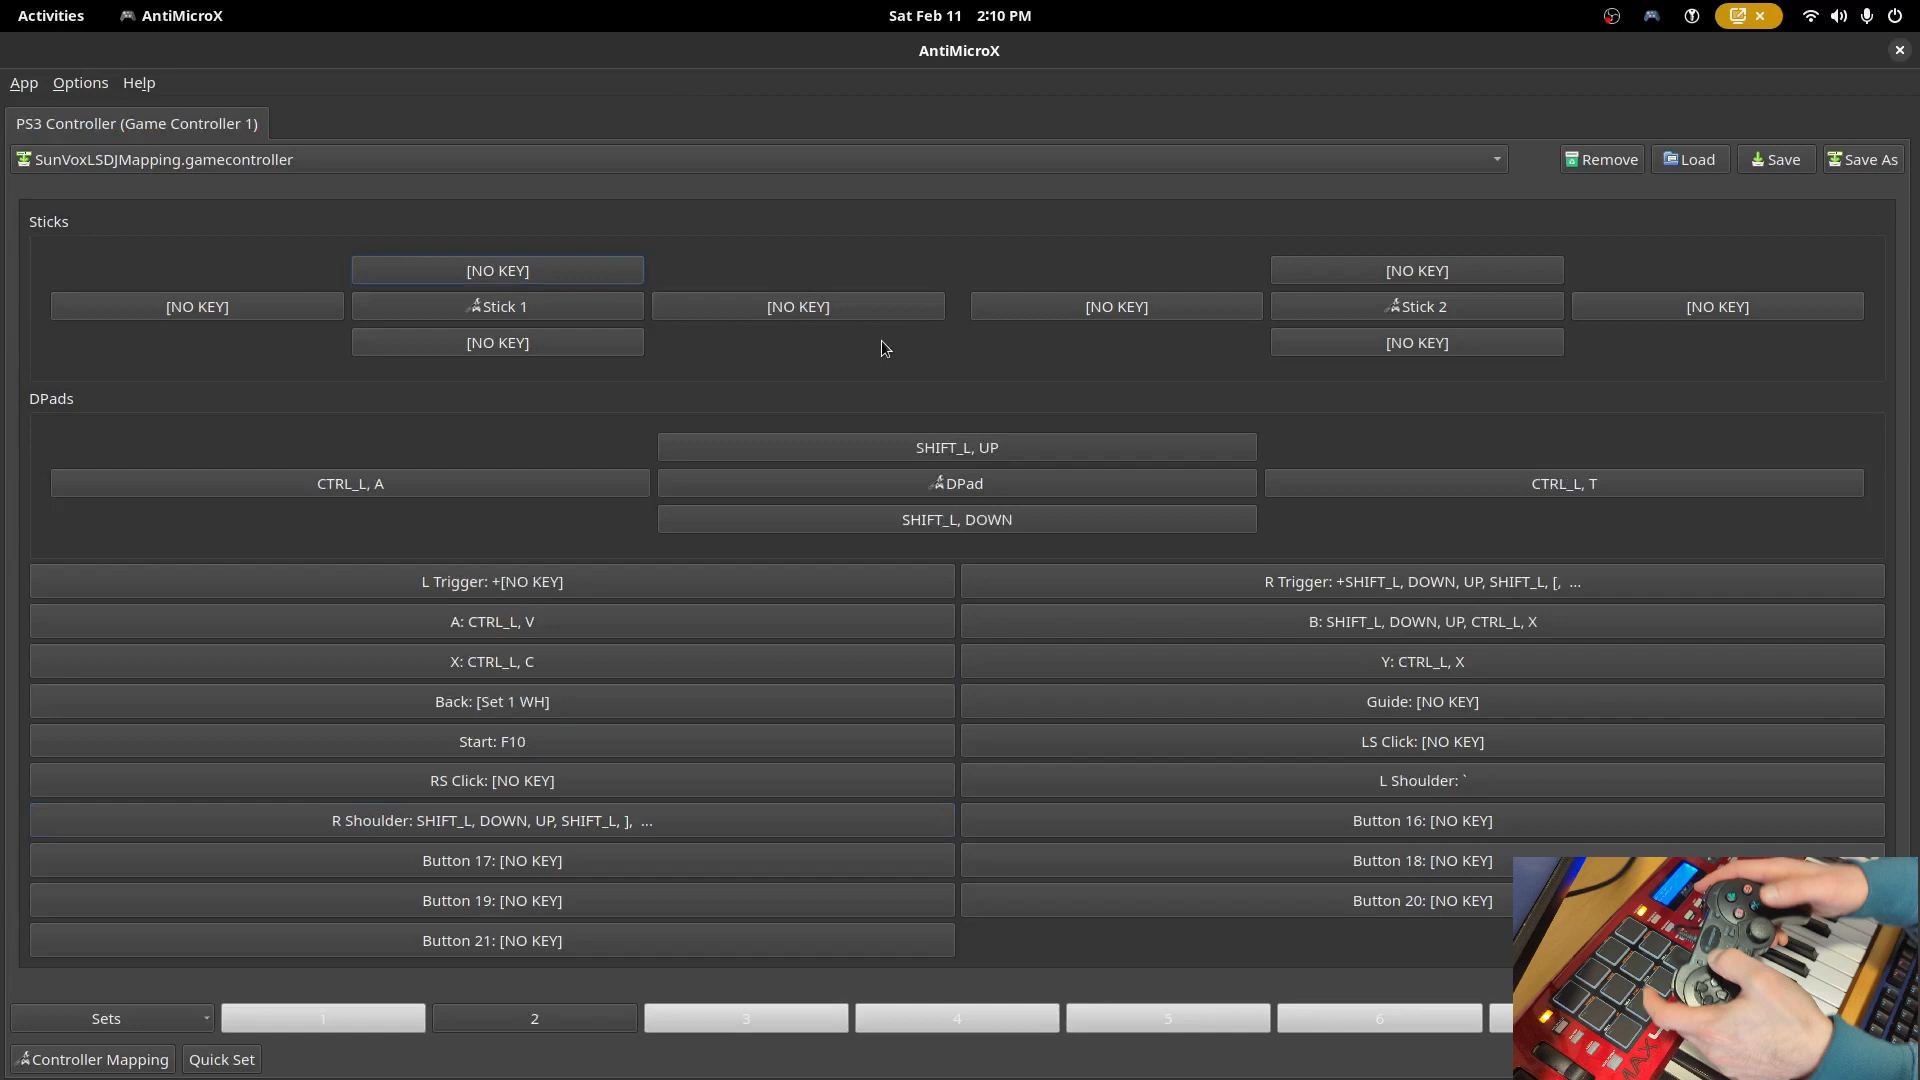 Activities
AntiMicroX
Sat Feb 11 2:10 PM
AntiMicroX
App Options Help
PS3 Controller (Game Controller 1)
SunVoxLSDJMapping.gamecontroller
Remove
Load
Save
Save As
Sticks
[NO KEY]
[NO KEY]
[NO KEY]
Stick 1
[NO KEY]
[NO KEY]
Stick 2
[NO KEY]
[NO KEY]
[NO KEY]
DPads
SHIFT_L, UP
CTRL_L, A
DPad
CTRL_L, T
SHIFT_L, DOWN
L Trigger: +[NO KEY]
R Trigger: +SHIFT_L, DOWN, UP, SHIFT_L, [, ...
A: CTRL_L, V
B: SHIFT_L, DOWN, UP, CTRL_L, X
X: CTRL_L, C
Y: CTRL_L, X
Back: [Set 1 WH]
Guide: [NO KEY]
Start: F10
LS Click: [NO KEY]
RS Click: [NO KEY]
L Shoulder: `
R Shoulder: SHIFT_L, DOWN, UP, SHIFT_L, ], ...
Button 16: [NO KEY]
Button 17: [NO KEY]
Button 18: [NO KEY]
Button 19: [NO KEY]
Button 20: [NO KEY]
Button 21: [NO KEY]
Sets
1
2
3
4
5
6
Controller Mapping
Quick Set